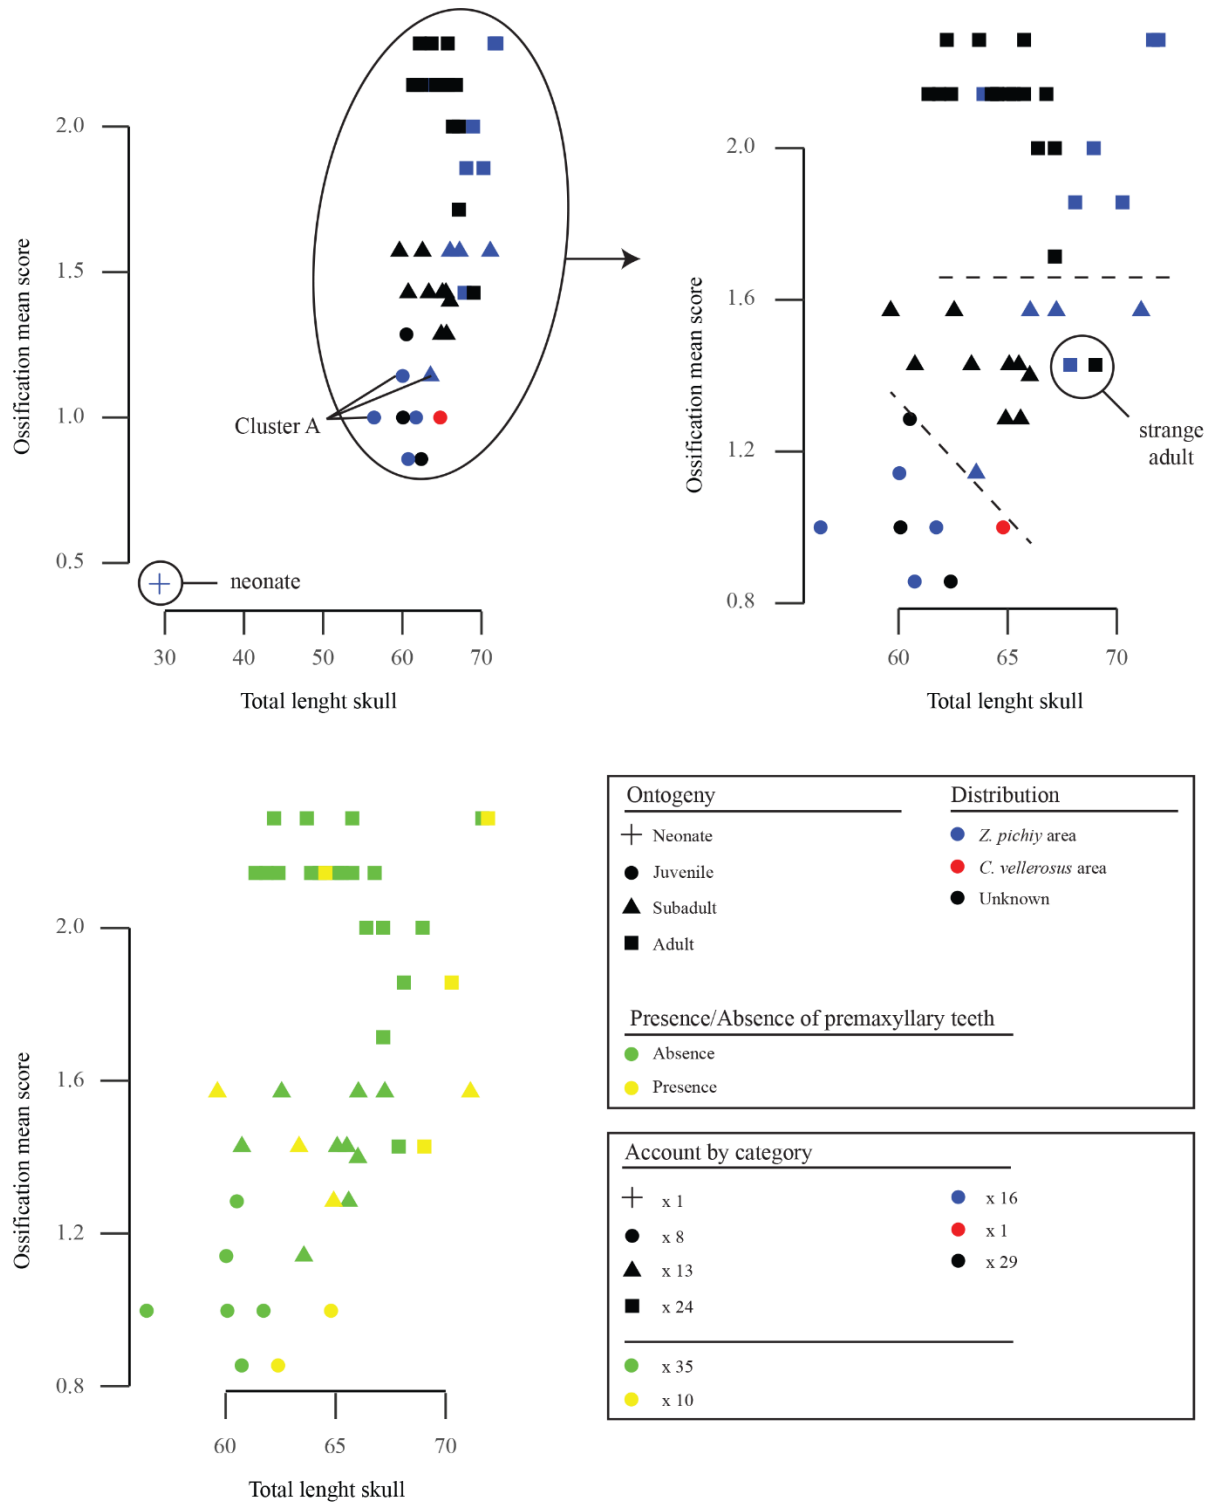 2.0
1.5
1.0
0.5
Ossification mean score
Cluster A
neonate
30 40 50 60 70
Total lenght skull
2.0
1.6
1.2
0.8
Ossification mean score
strange
adult
60 65 70
Total lenght skull
2.0
1.6
1.2
0.8
Ossification mean score
60 65 70
Total lenght skull
Ontogeny
Neonate
Juvenile
Subadult
Adult
Distribution
Z. pichiy area
C. vellerosus area
Unknown
Presence/Absence of premaxyllary teeth
Absence
Presence
Account by category
x 1
x 8
x 13
x 24
x 16
x 1
x 29
x 35
x 10